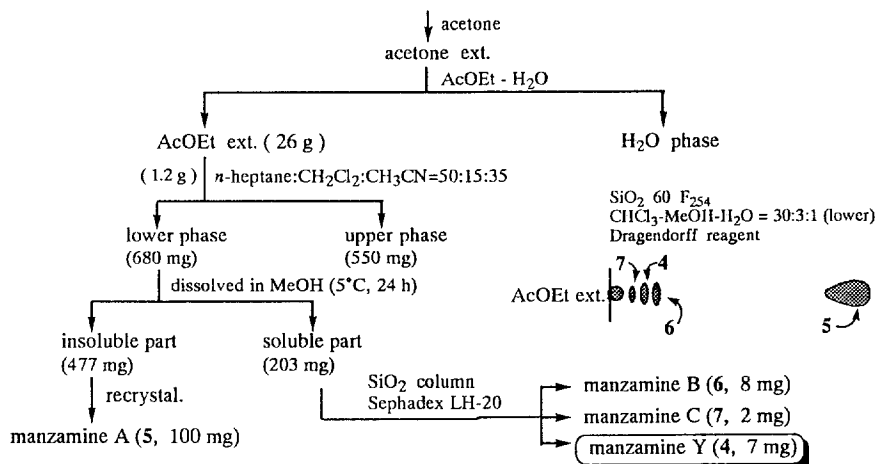 acetone
acetone ext.
AcOEt - H2O
AcOEt ext. ( 26 g )
H2O phase
( 1.2 g )
n-heptane:CH2Cl2:CH3CN=50:15:35
lower phase
(680 mg)
upper phase
(550 mg)
SiO2 60 F254
CHCl3-MeOH-H2O = 30:3:1 (lower)
Dragendorff reagent
dissolved in MeOH (5°C, 24 h)
7
4
AcOEt ext.
6
5
insoluble part
(477 mg)
soluble part
(203 mg)
recrystal.
SiO2 column
Sephadex LH-20
manzamine A (5, 100 mg)
manzamine B (6, 8 mg)
manzamine C (7, 2 mg)
manzamine Y (4, 7 mg)